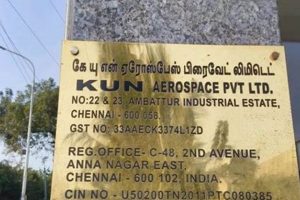 கே யு என் ஏரோஸ்பேஸ் பிரைவேட் லிமிடெட்
KUN AEROSPACE PVT LTD.
NO:22 & 23, AMBATTUR INDUSTRIAL ESTATE,
CHENNAI - 600 058.
GST NO: 33AAECK3374L1ZD
REG.OFFICE- C-48, 2ND AVENUE,
ANNA NAGAR EAST,
CHENNAI - 600 102, INDIA.
CIN NO - U50200TN2011PTC080385